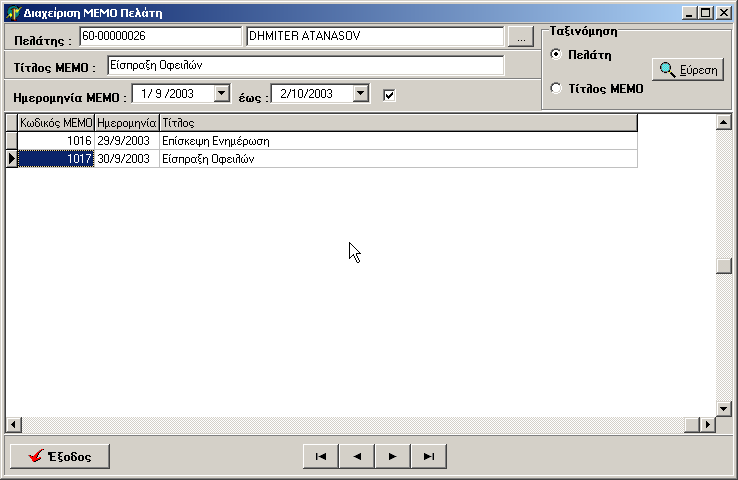 Διαχείριση ΜΕΜΟ Πελάτη
Πελάτης : 60-00000026 DHMITER ATANASOV ...
Τίτλος ΜΕΜΟ : Είσπραξη Οφειλών
Ημερομηνία ΜΕΜΟ : 1/ 9 /2003 έως : 2/10/2003
Ταξινόμηση
Πελάτη
Τίτλος ΜΕΜΟ
Εύρεση
Κωδικός ΜΕΜΟ Ημερομηνία Τίτλος
1016 29/9/2003 Επίσκεψη Ενημέρωση
1017 30/9/2003 Είσπραξη Οφειλών
Έξοδος